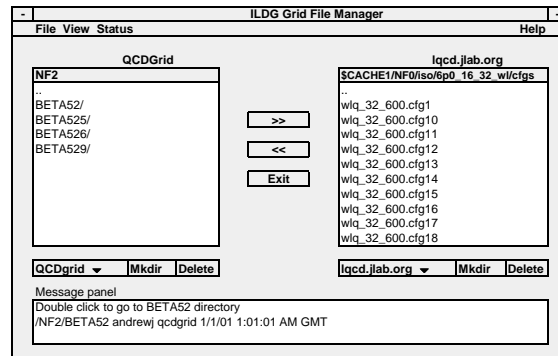 ILDG Grid File Manager
File View Status Help
QCDGrid
NF2
..
BETA52/
BETA525/
BETA526/
BETA529/
>>
<<
Exit
lqcd.jlab.org
$CACHE1/NF0/iso/6p0_16_32_wl/cfgs
..
wlq_32_600.cfg1
wlq_32_600.cfg10
wlq_32_600.cfg11
wlq_32_600.cfg12
wlq_32_600.cfg13
wlq_32_600.cfg14
wlq_32_600.cfg15
wlq_32_600.cfg16
wlq_32_600.cfg17
wlq_32_600.cfg18
QCDgrid Mkdir Delete
lqcd.jlab.org Mkdir Delete
Message panel
Double click to go to BETA52 directory
/NF2/BETA52 andrewj qcdgrid 1/1/01 1:01:01 AM GMT